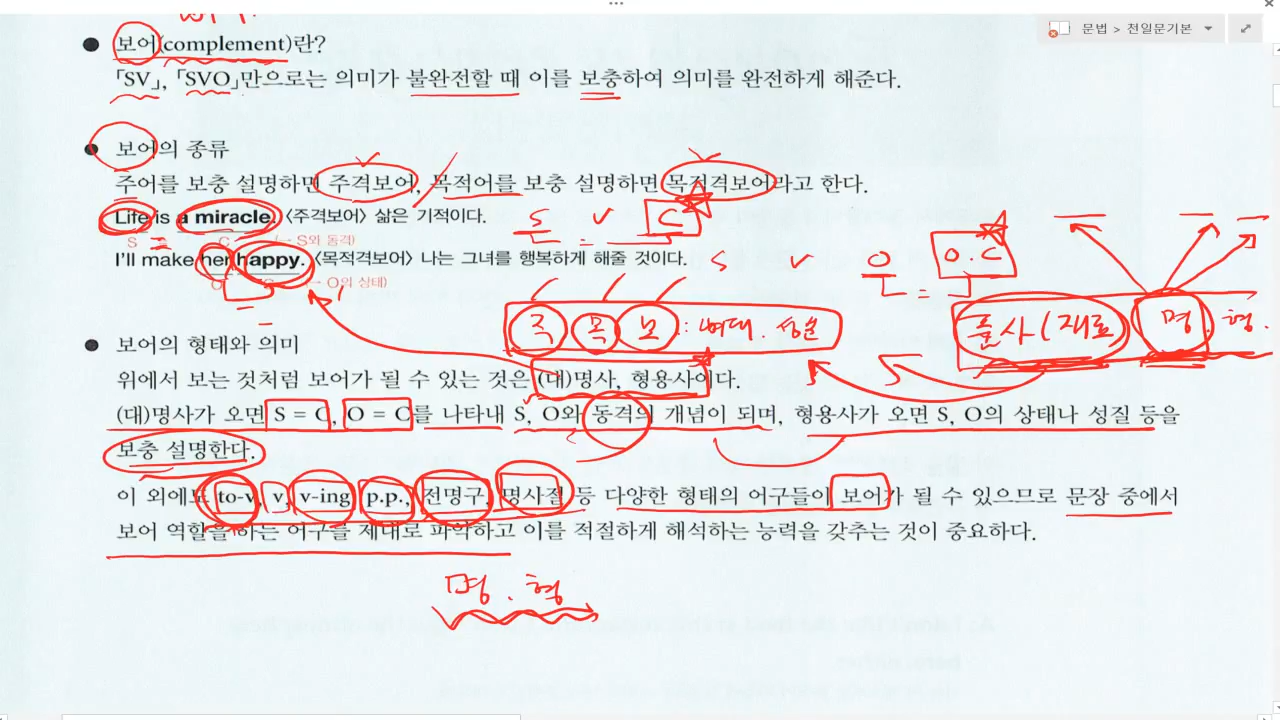 문법 > 천일문기본
보어(complement)란?
「SV」, 「SVO」만으로는 의미가 불완전할 때 이를 보충하여 의미를 완전하게 해준다.
보어의 종류
주어를 보충 설명하면 주격보어, 목적어를 보충 설명하면 목적격보어라고 한다.
Life is a miracle. 〈주격보어〉 삶은 기적이다.
S C (← S와 동격)
S V C
I'll make her happy. 〈목적격보어〉 나는 그녀를 행복하게 해줄 것이다.
(← O의 상태)
S V O O.C
주 목 보 :
품사(재료) 명. 형.
보어의 형태와 의미
위에서 보는 것처럼 보어가 될 수 있는 것은 (대)명사, 형용사이다.
(대)명사가 오면 S = C, O = C를 나타내 S, O와 동격의 개념이 되며, 형용사가 오면 S, O의 상태나 성질 등을
보충 설명한다.
이 외에도 to-v, v, v-ing, p.p., 전명구, 명사절 등 다양한 형태의 어구들이 보어가 될 수 있으므로 문장 중에서
보어 역할을 하는 어구를 제대로 파악하고 이를 적절하게 해석하는 능력을 갖추는 것이 중요하다.
명. 형